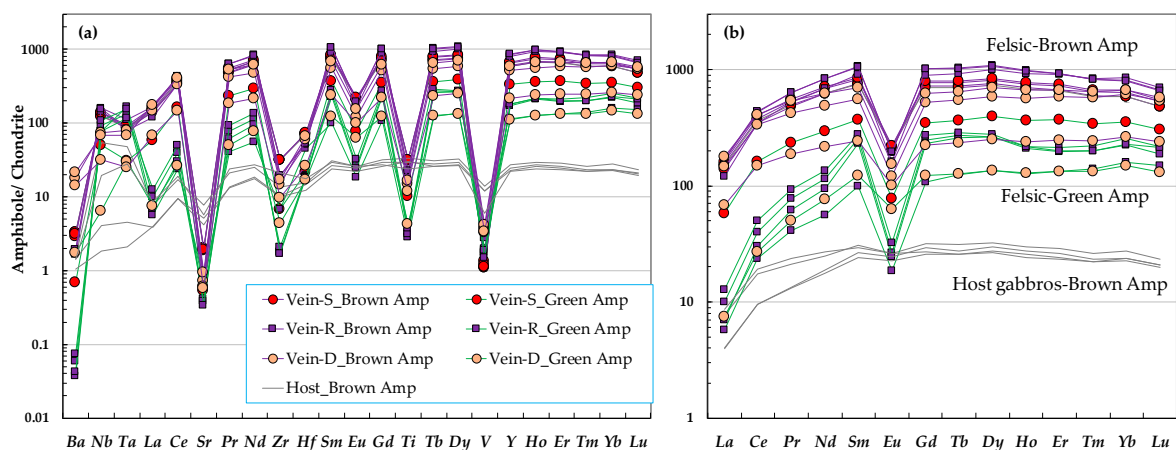 (a)
Amphibole/ Chondrite
1000
100
10
1
0.1
0.01
Vein-S_Brown Amp
Vein-S_Green Amp
Vein-R_Brown Amp
Vein-R_Green Amp
Vein-D_Brown Amp
Vein-D_Green Amp
Host_Brown Amp
Ba Nb Ta La Ce Sr Pr Nd Zr Hf Sm Eu Gd Ti Tb Dy V Y Ho Er Tm Yb Lu
(b)
Felsic-Brown Amp
1000
Felsic-Green Amp
100
Host gabbros-Brown Amp
10
1
La Ce Pr Nd Sm Eu Gd Tb Dy Ho Er Tm Yb Lu